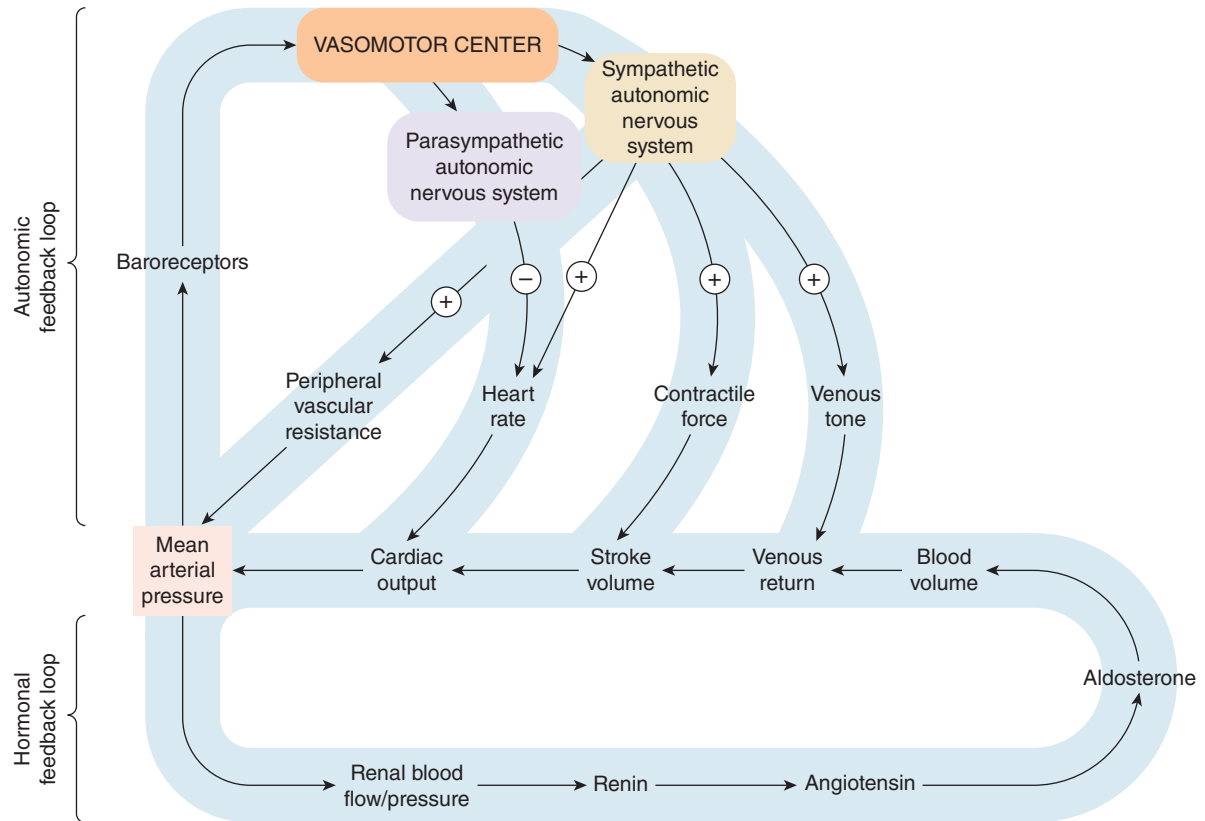 VASOMOTOR CENTER
Sympathetic
autonomic
nervous
system
Parasympathetic
autonomic
nervous system
Autonomic
feedback loop
Baroreceptors
+
−
+
+
+
Peripheral
vascular
resistance
Heart
rate
Contractile
force
Venous
tone
Mean
arterial
pressure
Cardiac
output
Stroke
volume
Venous
return
Blood
volume
Hormonal
feedback loop
Aldosterone
Renal blood
flow/pressure
Renin
Angiotensin